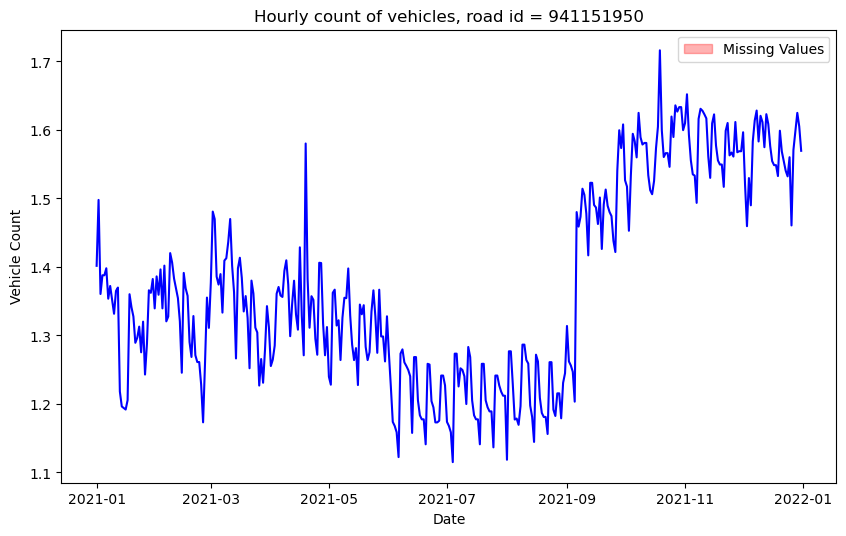 Hourly count of vehicles, road id = 941151950
Missing Values
Vehicle Count
1.7
1.6
1.5
1.4
1.3
1.2
1.1
2021-01 2021-03 2021-05 2021-07 2021-09 2021-11 2022-01
Date